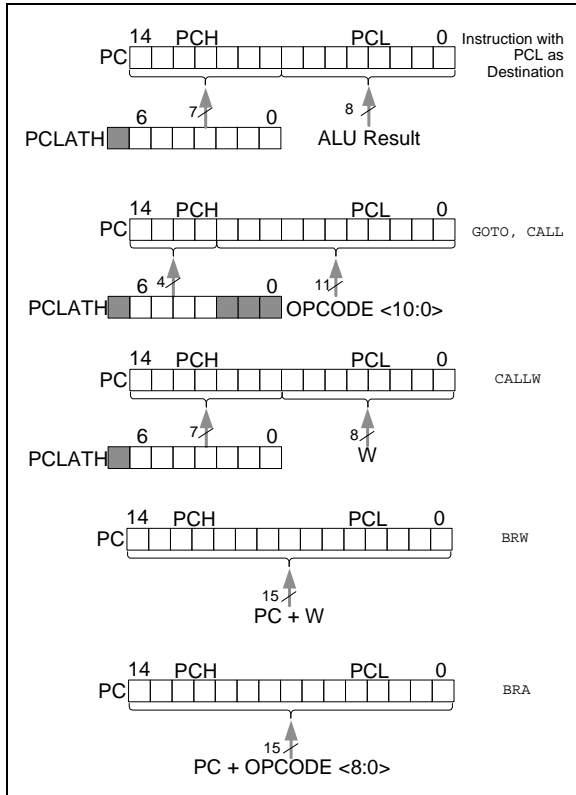 14 PCH PCL 0
PC
Instruction with
PCL as
Destination
7 8
6 0
PCLATH
ALU Result
14 PCH PCL 0
PC
GOTO, CALL
4 11
6 0
PCLATH
OPCODE <10:0>
14 PCH PCL 0
PC
CALLW
7 8
6 0
W
PCLATH
14 PCH PCL 0
PC
BRW
15
PC + W
14 PCH PCL 0
PC
BRA
15
PC + OPCODE <8:0>